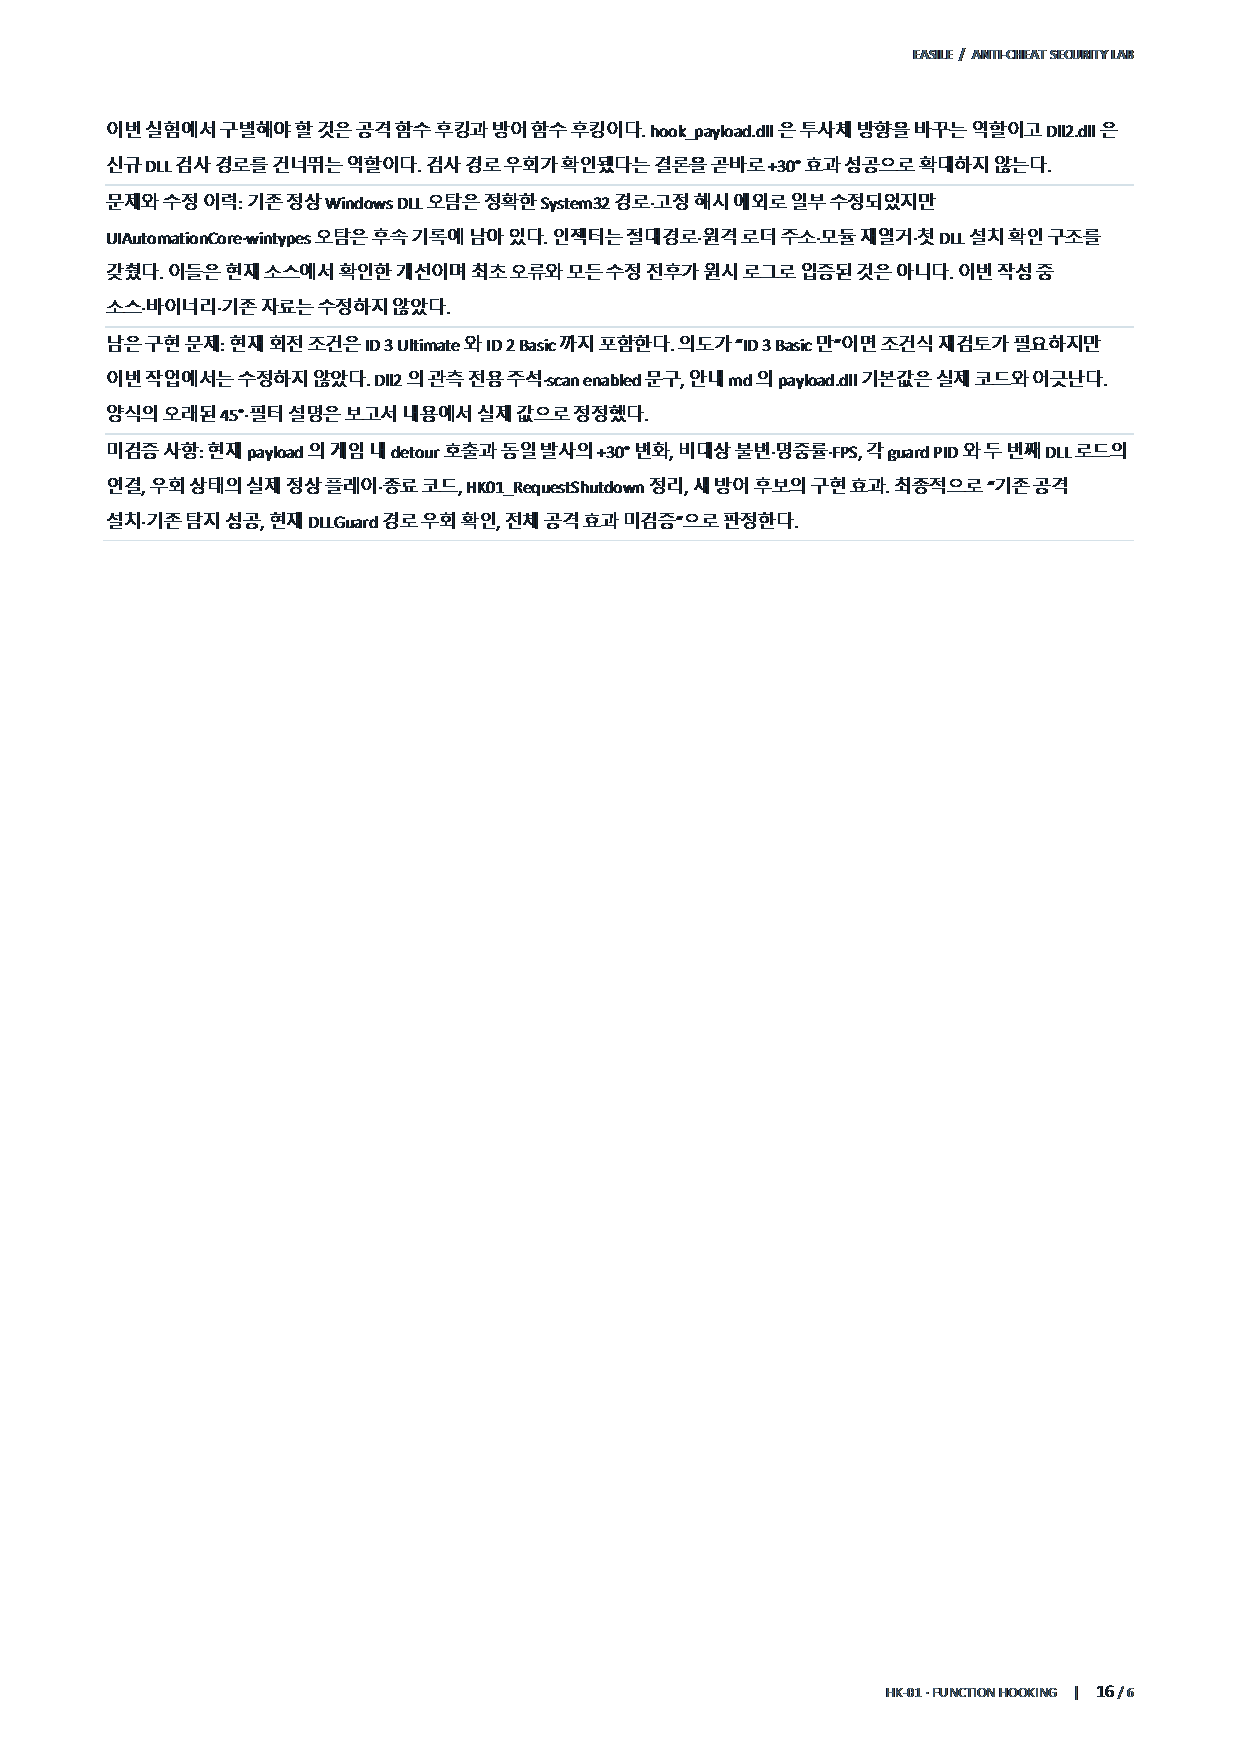 EASILE / ANTI-CHEAT SECURITY LAB
이번 실험에서 구별해야 할 것은 공격 함수 후킹과 방어 함수 후킹이다. hook_payload.dll 은 투사체 방향을 바꾸는 역할이고 Dll2.dll 은
신규 DLL 검사 경로를 건너뛰는 역할이다. 검사 경로 우회가 확인됐다는 결론을 곧바로 +30° 효과 성공으로 확대하지 않는다.
문제와 수정 이력: 기존 정상 Windows DLL 오탐은 정확한 System32 경로·고정 해시 예외로 일부 수정되었지만
UIAutomationCore·wintypes 오탐은 후속 기록에 남아 있다. 인젝터는 절대경로·원격 로더 주소·모듈 재열거·첫 DLL 설치 확인 구조를
갖췄다. 이들은 현재 소스에서 확인한 개선이며 최초 오류와 모든 수정 전후가 원시 로그로 입증된 것은 아니다. 이번 작성 중
소스·바이너리·기존 자료는 수정하지 않았다.
남은 구현 문제: 현재 회전 조건은 ID 3 Ultimate 와 ID 2 Basic 까지 포함한다. 의도가 “ID 3 Basic 만”이면 조건식 재검토가 필요하지만
이번 작업에서는 수정하지 않았다. Dll2 의 관측 전용 주석·scan enabled 문구, 안내 md 의 payload.dll 기본값은 실제 코드와 어긋난다.
양식의 오래된 45°·필터 설명은 보고서 내용에서 실제 값으로 정정했다.
미검증 사항: 현재 payload 의 게임 내 detour 호출과 동일 발사의 +30° 변화, 비대상 불변·명중률·FPS, 각 guard PID 와 두 번째 DLL 로드의
연결, 우회 상태의 실제 정상 플레이·종료 코드, HK01_RequestShutdown 정리, 새 방어 후보의 구현 효과. 최종적으로 “기존 공격
설치·기존 탐지 성공, 현재 DLLGuard 경로 우회 확인, 전체 공격 효과 미검증”으로 판정한다.
HK-01 · FUNCTION HOOKING | 16 / 6